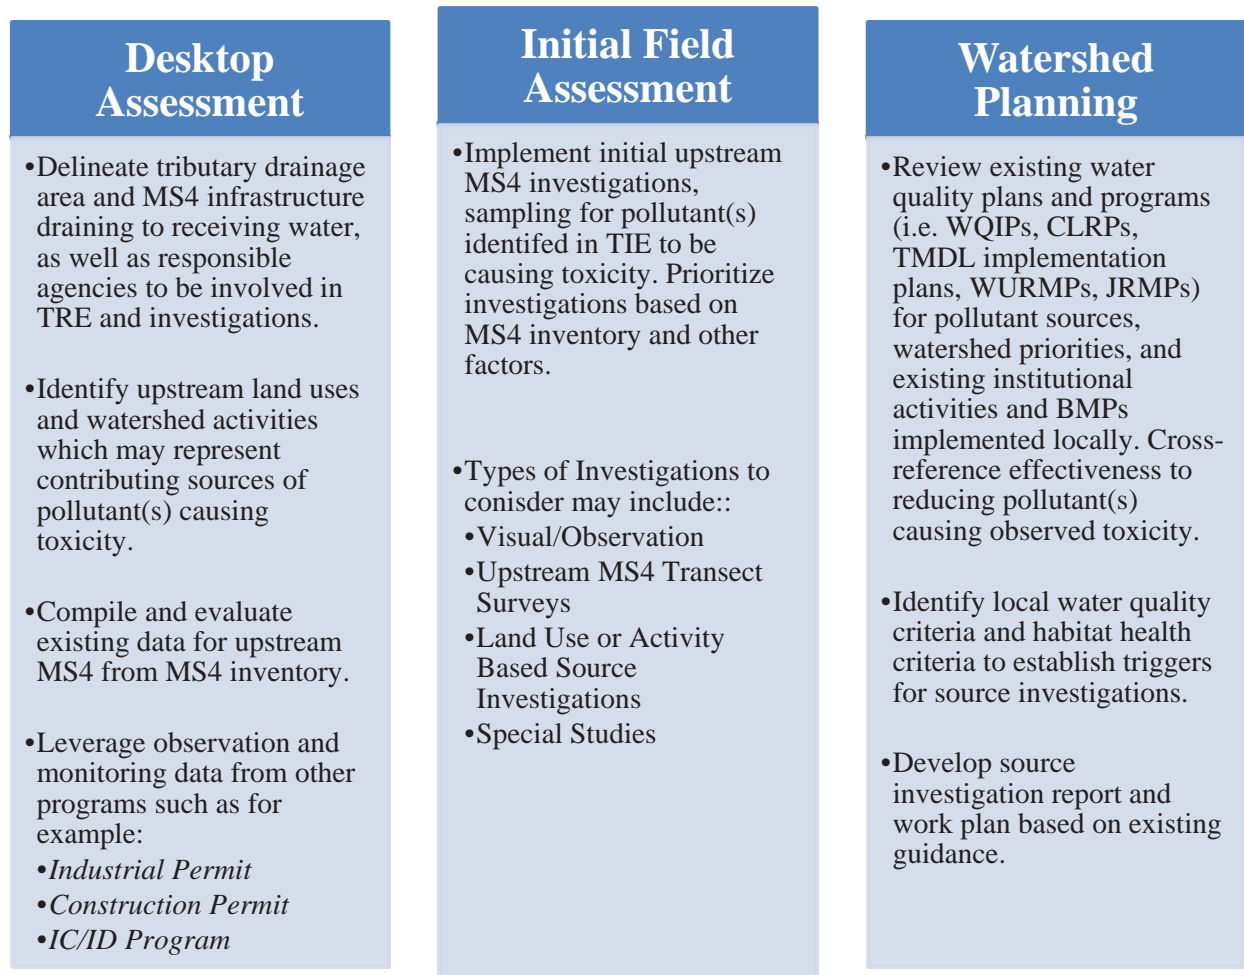 Desktop
Assessment
•Delineate tributary drainage
area and MS4 infrastructure
draining to receiving water,
as well as responsible
agencies to be involved in
TRE and investigations.
•Identify upstream land uses
and watershed activities
which may represent
contributing sources of
pollutant(s) causing
toxicity.
•Compile and evaluate
existing data for upstream
MS4 from MS4 inventory.
•Leverage observation and
monitoring data from other
programs such as for
example:
•Industrial Permit
•Construction Permit
•IC/ID Program
Initial Field
Assessment
•Implement initial upstream
MS4 investigations,
sampling for pollutant(s)
identifed in TIE to be
causing toxicity. Prioritize
investigations based on
MS4 inventory and other
factors.
•Types of Investigations to
conisder may include::
•Visual/Observation
•Upstream MS4 Transect
Surveys
•Land Use or Activity
Based Source
Investigations
•Special Studies
Watershed
Planning
•Review existing water
quality plans and programs
(i.e. WQIPs, CLRPs,
TMDL implementation
plans, WURMPs, JRMPs)
for pollutant sources,
watershed priorities, and
existing institutional
activities and BMPs
implemented locally. Cross-
reference effectiveness to
reducing pollutant(s)
causing observed toxicity.
•Identify local water quality
criteria and habitat health
criteria to establish triggers
for source investigations.
•Develop source
investigation report and
work plan based on existing
guidance.